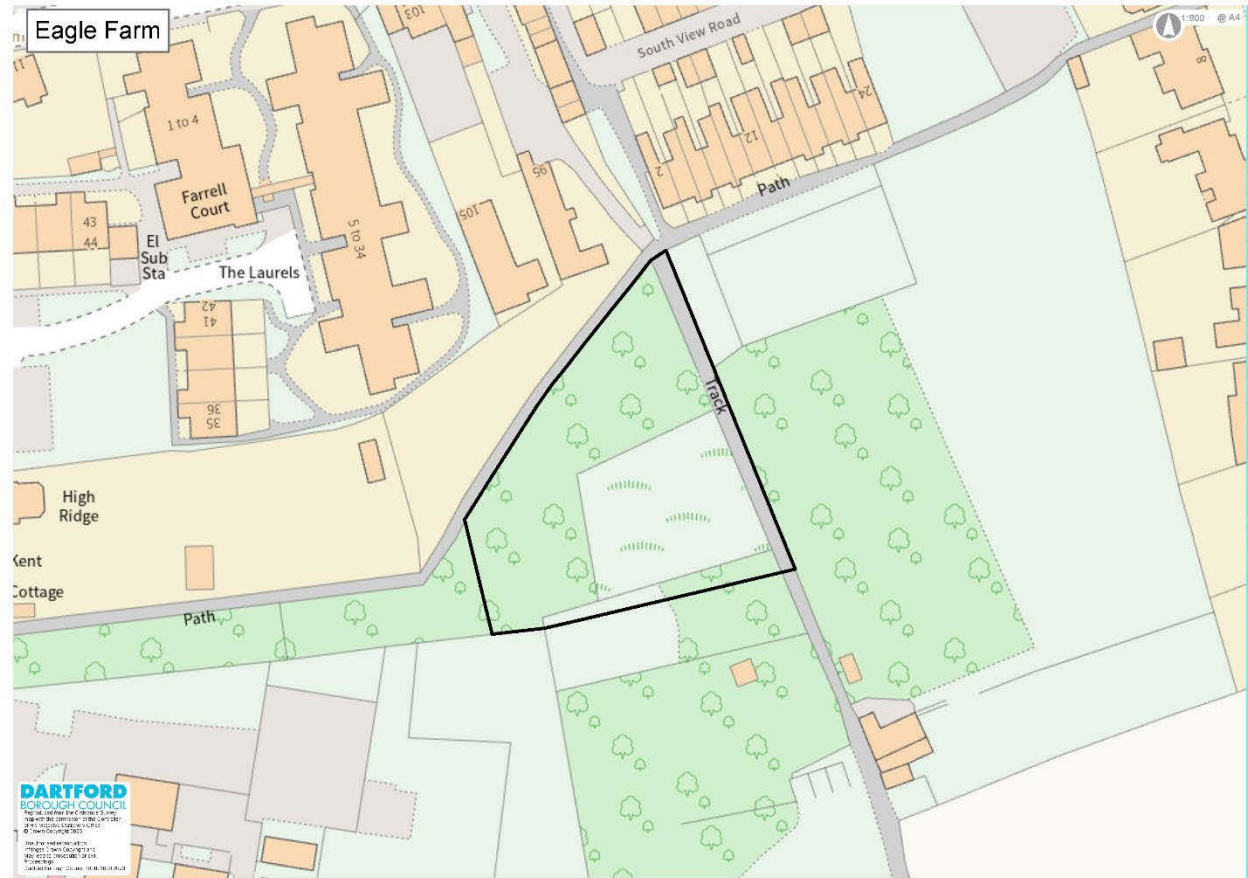 Eagle Farm
1:800 @ A4
103
South View Road
11
8
24
1 to 4
12
2
Path
95
Farrell
Court
105
5 to 34
43
44
El
Sub
Sta
The Laurels
42
41
Track
36
35
High
Ridge
Kent
Cottage
Path
DARTFORD
BOROUGH COUNCIL